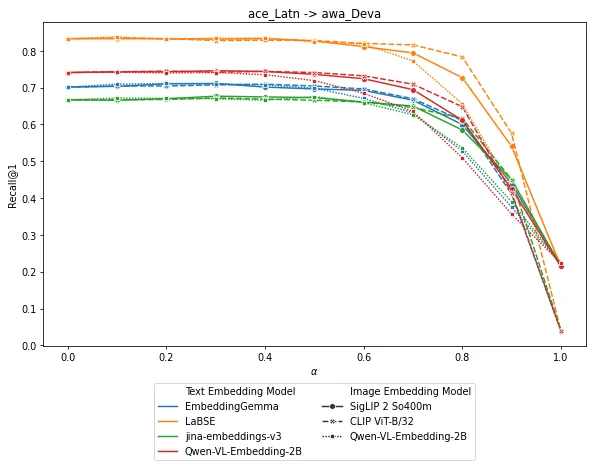 ace_Latn -> awa_Deva
Recall@1
0.8
0.7
0.6
0.5
0.4
0.3
0.2
0.1
0.0
0.0 0.2 0.4 0.6 0.8 1.0
α
Text Embedding Model Image Embedding Model
EmbeddingGemma SigLIP 2 So400m
LaBSE CLIP ViT-B/32
jina-embeddings-v3 Qwen-VL-Embedding-2B
Qwen-VL-Embedding-2B